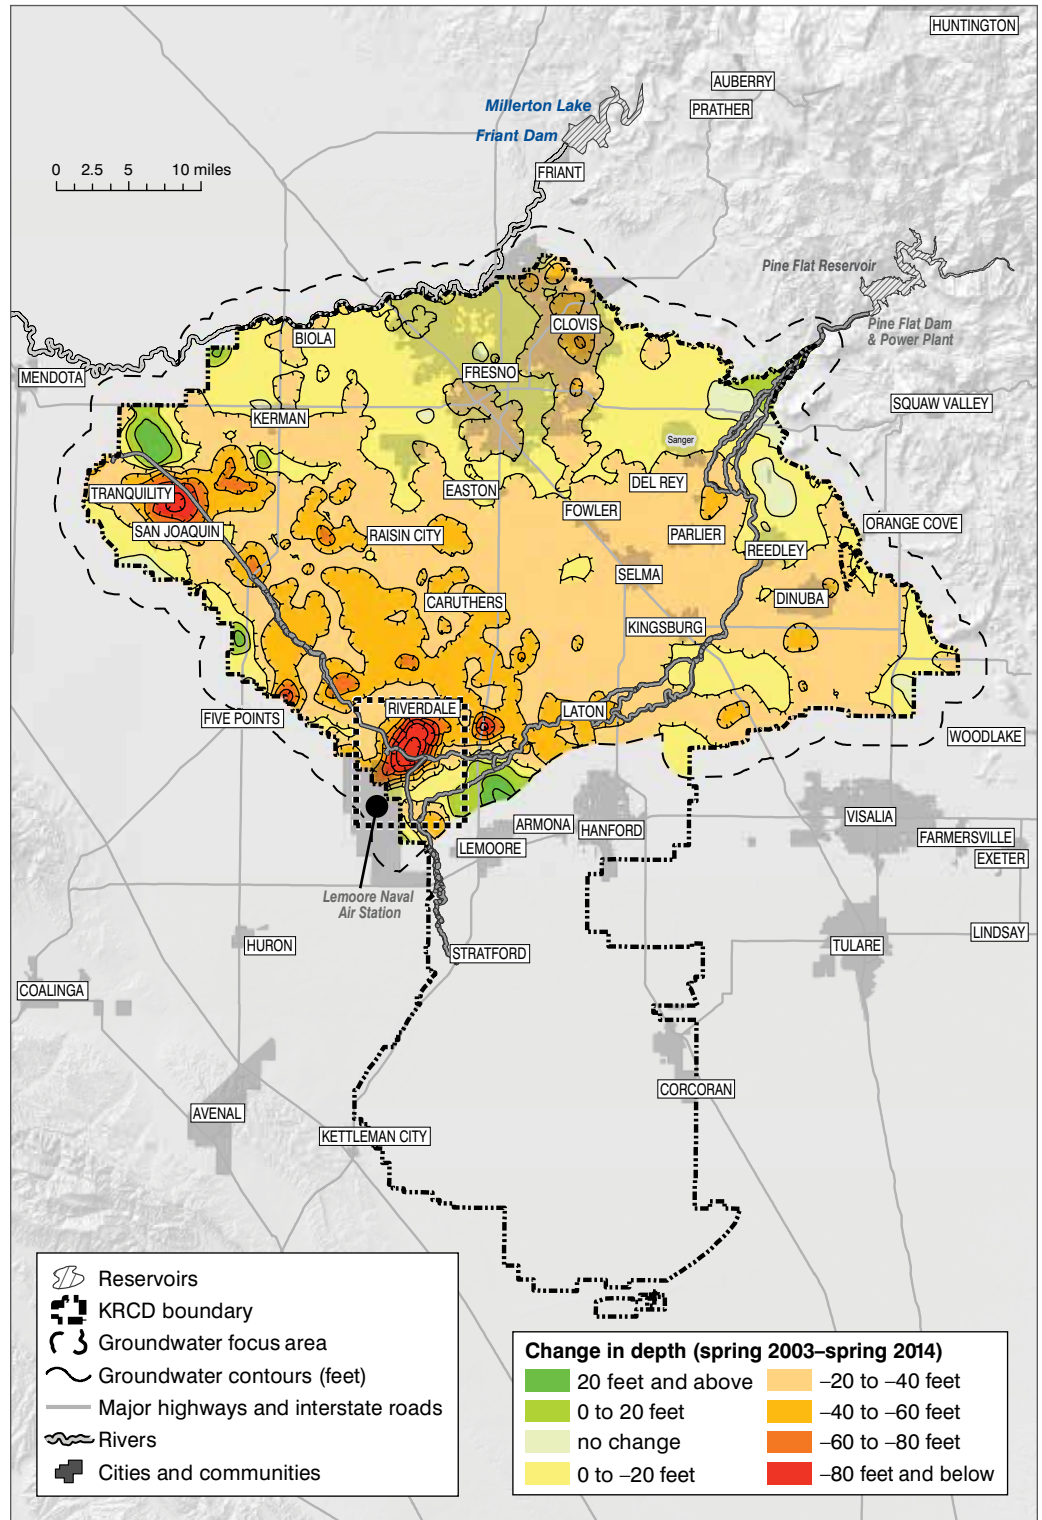 HUNTINGTON
AUBERRY
PRATHER
Millerton Lake
Friant Dam
0 2.5 5 10 miles
FRIANT
Pine Flat Reservoir
Pine Flat Dam
& Power Plant
BIOLA
CLOVIS
FRESNO
MENDOTA
SQUAW VALLEY
KERMAN
Sanger
DEL REY
TRANQUILITY
EASTON
FOWLER
ORANGE COVE
SAN JOAQUIN
RAISIN CITY
PARLIER
REEDLEY
SELMA
CARUTHERS
DINUBA
KINGSBURG
RIVERDALE
LATON
FIVE POINTS
WOODLAKE
ARMONA
HANFORD
VISALIA
FARMERSVILLE
LEMOORE
EXETER
Lemoore Naval
Air Station
HURON
STRATFORD
TULARE
LINDSAY
COALINGA
CORCORAN
AVENAL
KETTLEMAN CITY
Reservoirs
KRCD boundary
Groundwater focus area
Groundwater contours (feet)
Major highways and interstate roads
Rivers
Cities and communities
Change in depth (spring 2003–spring 2014)
20 feet and above
0 to 20 feet
no change
0 to –20 feet
–20 to –40 feet
–40 to –60 feet
–60 to –80 feet
–80 feet and below